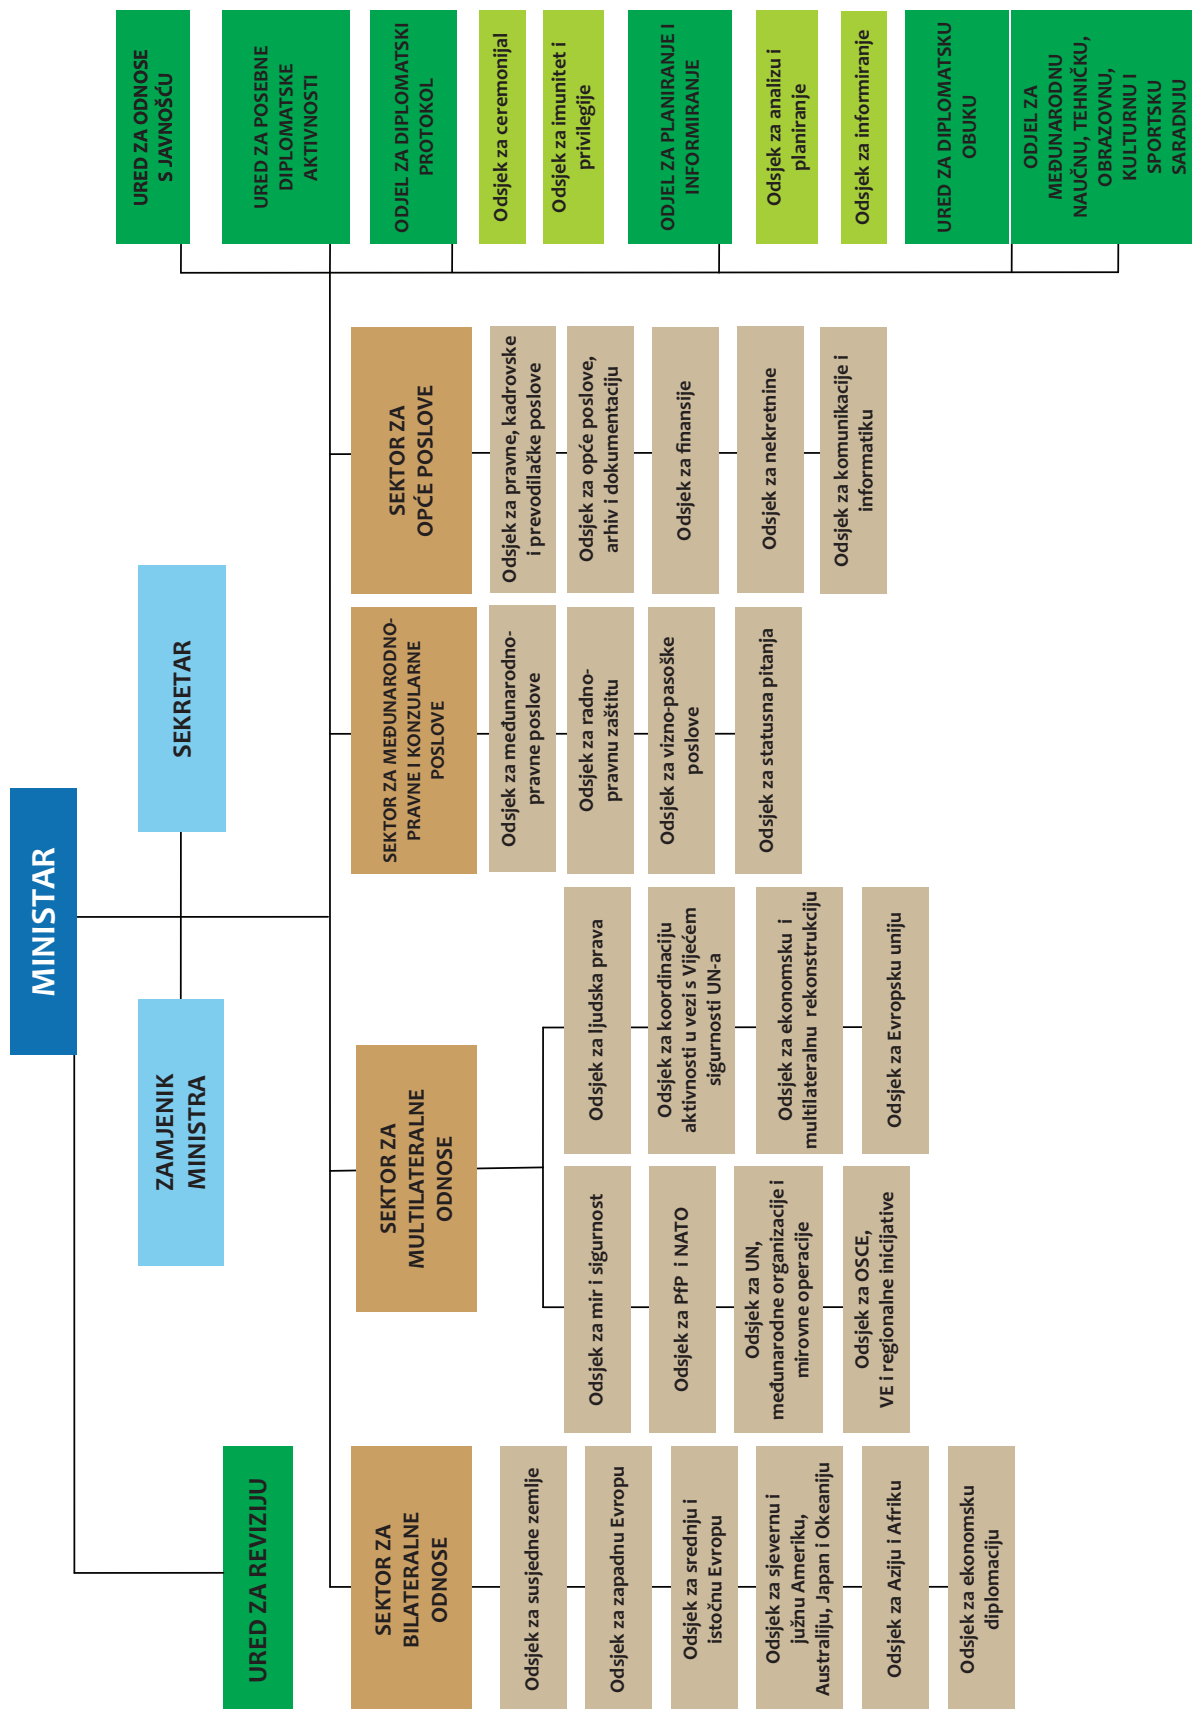 MINISTAR
ZAMJENIK
MINISTRA
SEKRETAR
URED ZA REVIZIJU
SEKTOR ZA
BILATERALNE
ODNOSE
Odsjek za susjedne zemlje
Odsjek za zapadnu Evropu
Odsjek za srednju i
istočnu Evropu
Odsjek za sjevernu i
južnu Ameriku,
Australiju, Japan i Okeaniju
Odsjek za Aziju i Afriku
Odsjek za ekonomsku
diplomaciju
SEKTOR ZA
MULTILATERALNE
ODNOSE
Odsjek za mir i sigurnost
Odsjek za PfP i NATO
Odsjek za UN,
međunarodne organizacije i
mirovne operacije
Odsjek za OSCE,
VE i regionalne inicijative
Odsjek za ljudska prava
Odsjek za koordinaciju
aktivnosti u vezi s Vijećem
sigurnosti UN-a
Odsjek za ekonomsku i
multilateralnu rekonstrukciju
Odsjek za Evropsku uniju
SEKTOR ZA MEĐUNARODNO-
PRAVNE I KONZULARNE
POSLOVE
Odsjek za međunarodno-
pravne poslove
Odsjek za radno-
pravnu zaštitu
Odsjek za vizno-pasoške
poslove
Odsjek za statusna pitanja
SEKTOR ZA
OPĆE POSLOVE
Odsjek za pravne, kadrovske
i prevodilačke poslove
Odsjek za opće poslove,
arhiv i dokumentaciju
Odsjek za finansije
Odsjek za nekretnine
Odsjek za komunikacije i
informatiku
URED ZA ODNOSE
S JAVNOŠĆU
URED ZA POSEBNE
DIPLOMATSKE
AKTIVNOSTI
ODJEL ZA DIPLOMATSKI
PROTOKOL
Odsjek za ceremonijal
Odsjek za imunitet i
privilegije
ODJEL ZA PLANIRANJE I
INFORMIRANJE
Odsjek za analizu i
planiranje
Odsjek za informiranje
URED ZA DIPLOMATSKU
OBUKU
ODJEL ZA
MEĐUNARODNU
NAUČNU, TEHNIČKU,
OBRAZOVNU,
KULTURNU I
SPORTSKU
SARADNJU